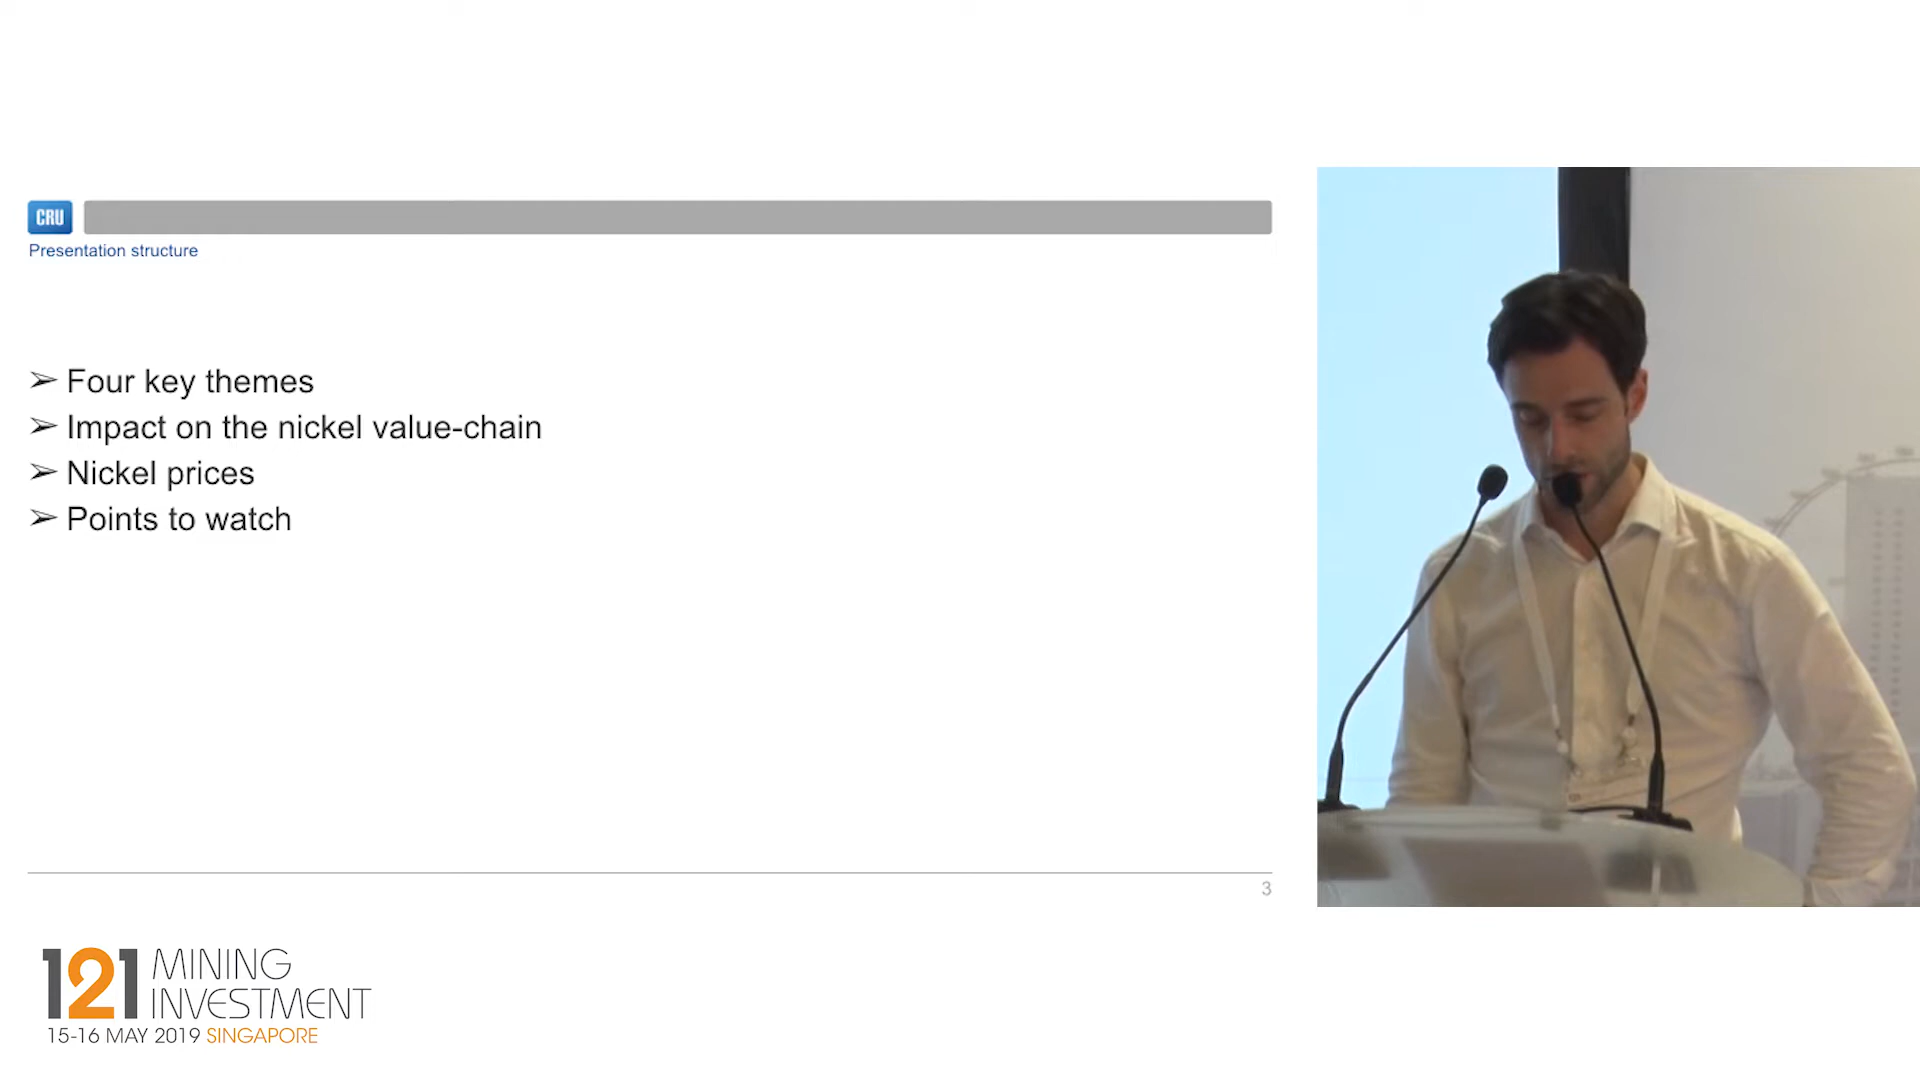 CRU
Presentation structure
➢ Four key themes
➢ Impact on the nickel value-chain
➢ Nickel prices
➢ Points to watch
3
121 MINING
INVESTMENT
15-16 MAY 2019 SINGAPORE